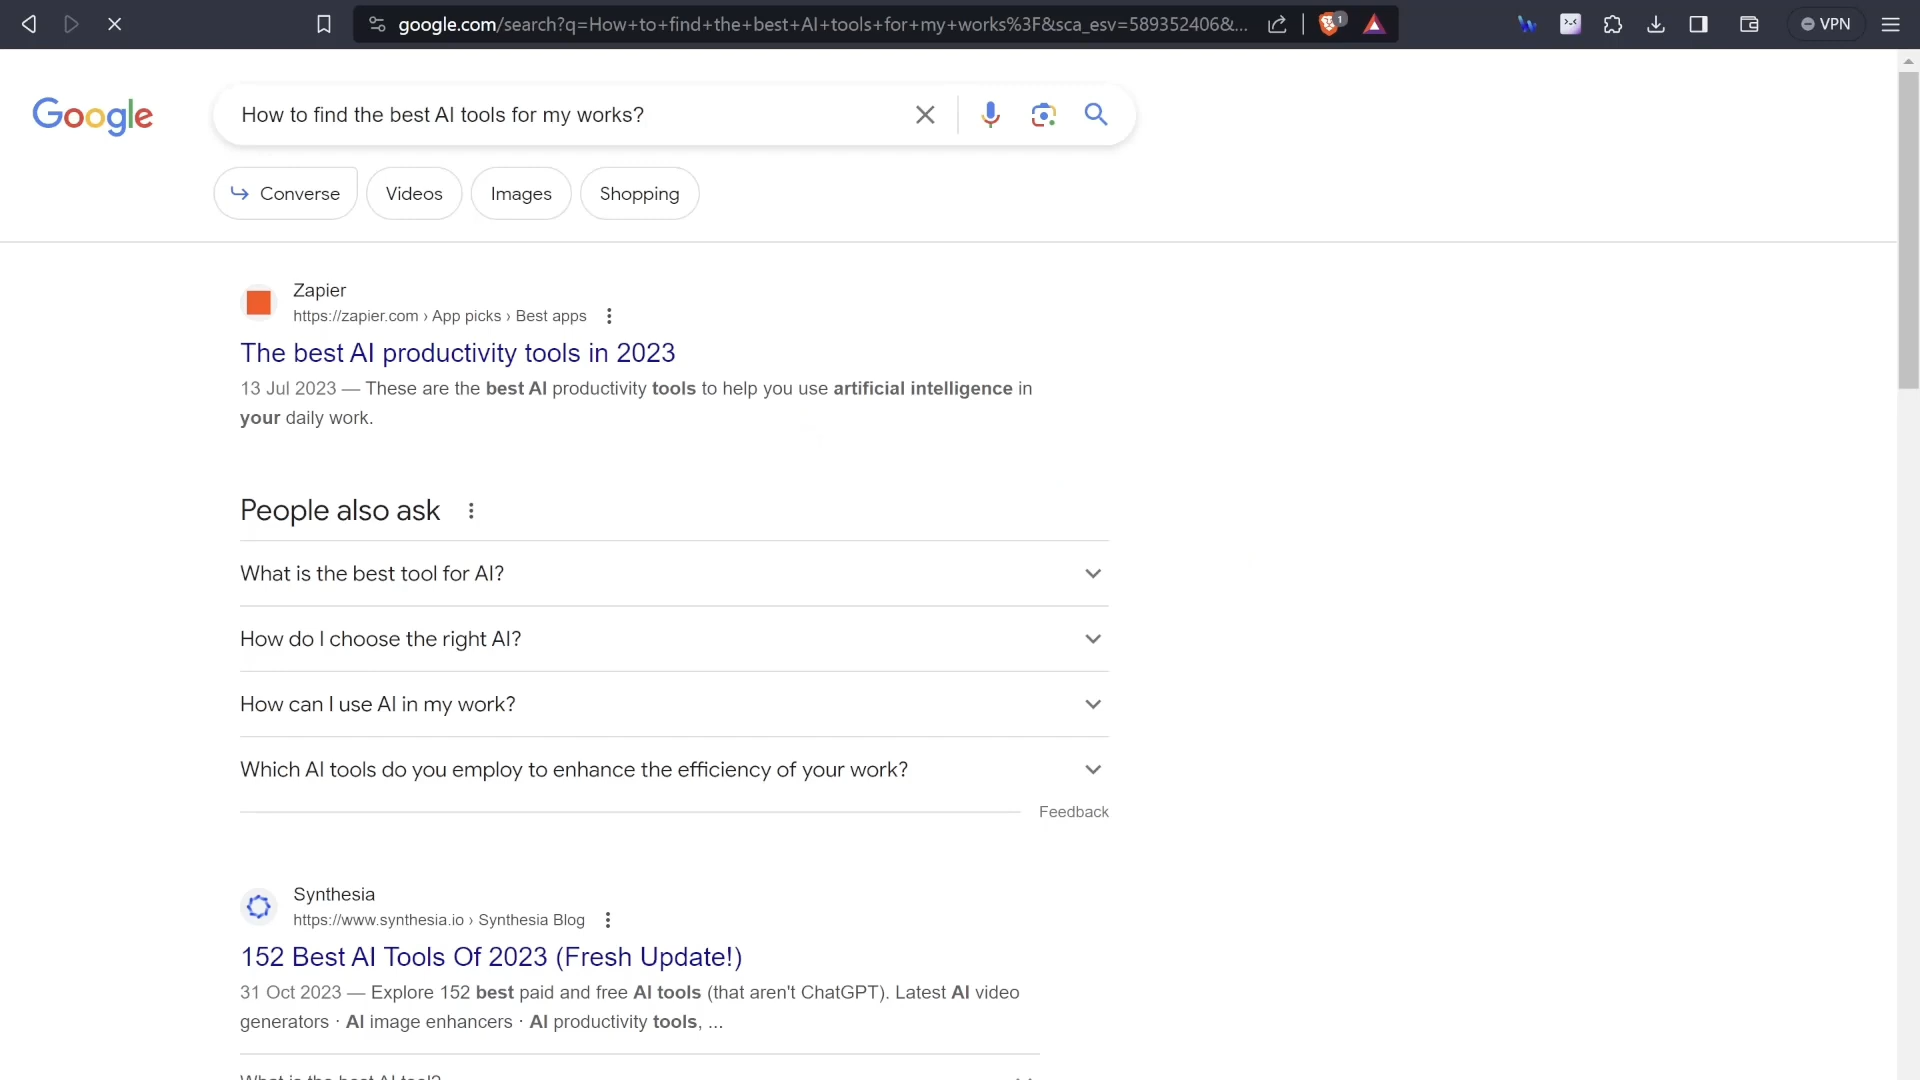 google.com/search?q=How+to+find+the+best+AI+tools+for+my+works%3F&sca_esv=589352406&...
1
VPN
Google
How to find the best AI tools for my works?
Converse
Videos
Images
Shopping
Zapier
https://zapier.com › App picks › Best apps
The best AI productivity tools in 2023
13 Jul 2023 — These are the best AI productivity tools to help you use artificial intelligence in
your daily work.
People also ask
What is the best tool for AI?
How do I choose the right AI?
How can I use AI in my work?
Which AI tools do you employ to enhance the efficiency of your work?
Feedback
Synthesia
https://www.synthesia.io › Synthesia Blog
152 Best AI Tools Of 2023 (Fresh Update!)
31 Oct 2023 — Explore 152 best paid and free AI tools (that aren't ChatGPT). Latest AI video
generators · AI image enhancers · AI productivity tools, ...
What is the best AI tool?